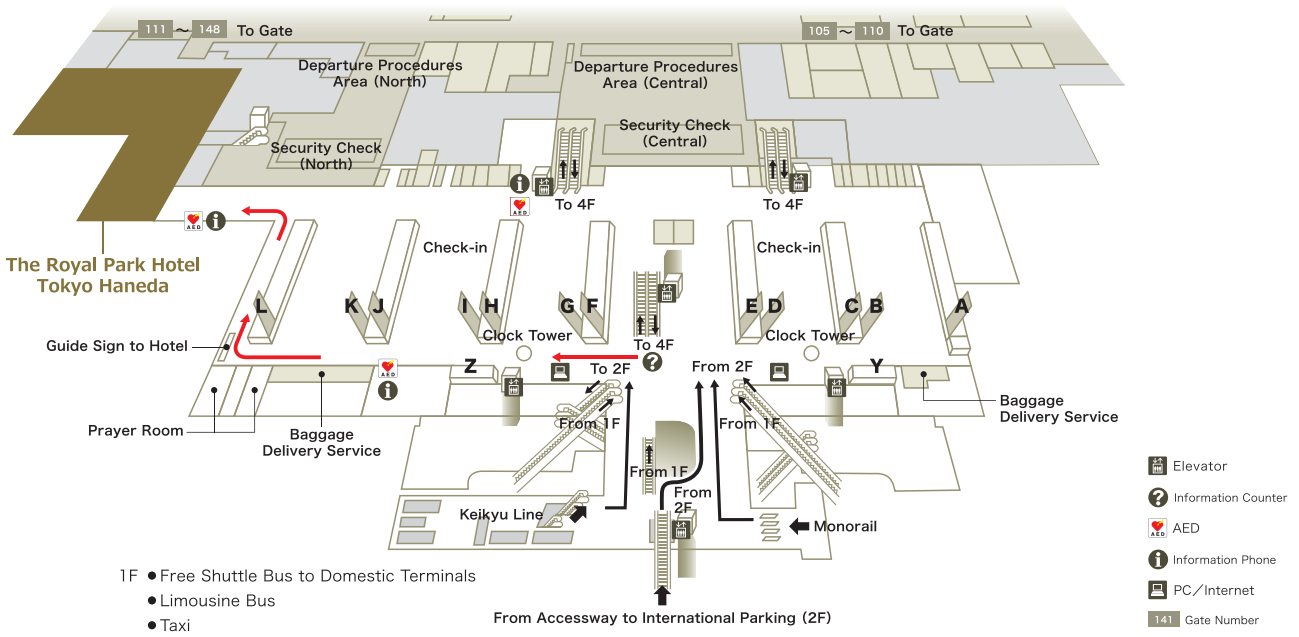 111 ～ 148 To Gate
105 ～ 110 To Gate
Departure Procedures
Area (North)
Departure Procedures
Area (Central)
Security Check
(North)
Security Check
(Central)
To 4F
To 4F
AED
AED
The Royal Park Hotel
Tokyo Haneda
Check-in
Check-in
L
K
J
I
H
G
F
E
D
C
B
A
Clock Tower
Clock Tower
To 4F
Guide Sign to Hotel
AED
Z
To 2F
From 2F
Y
Prayer Room
Baggage
Delivery Service
From 1F
From 1F
Baggage
Delivery Service
From 1F
From
2F
Keikyu Line
Monorail
From Accessway to International Parking (2F)
1F ●Free Shuttle Bus to Domestic Terminals
●Limousine Bus
●Taxi
Elevator
Information Counter
AED AED
Information Phone
PC／Internet
141 Gate Number